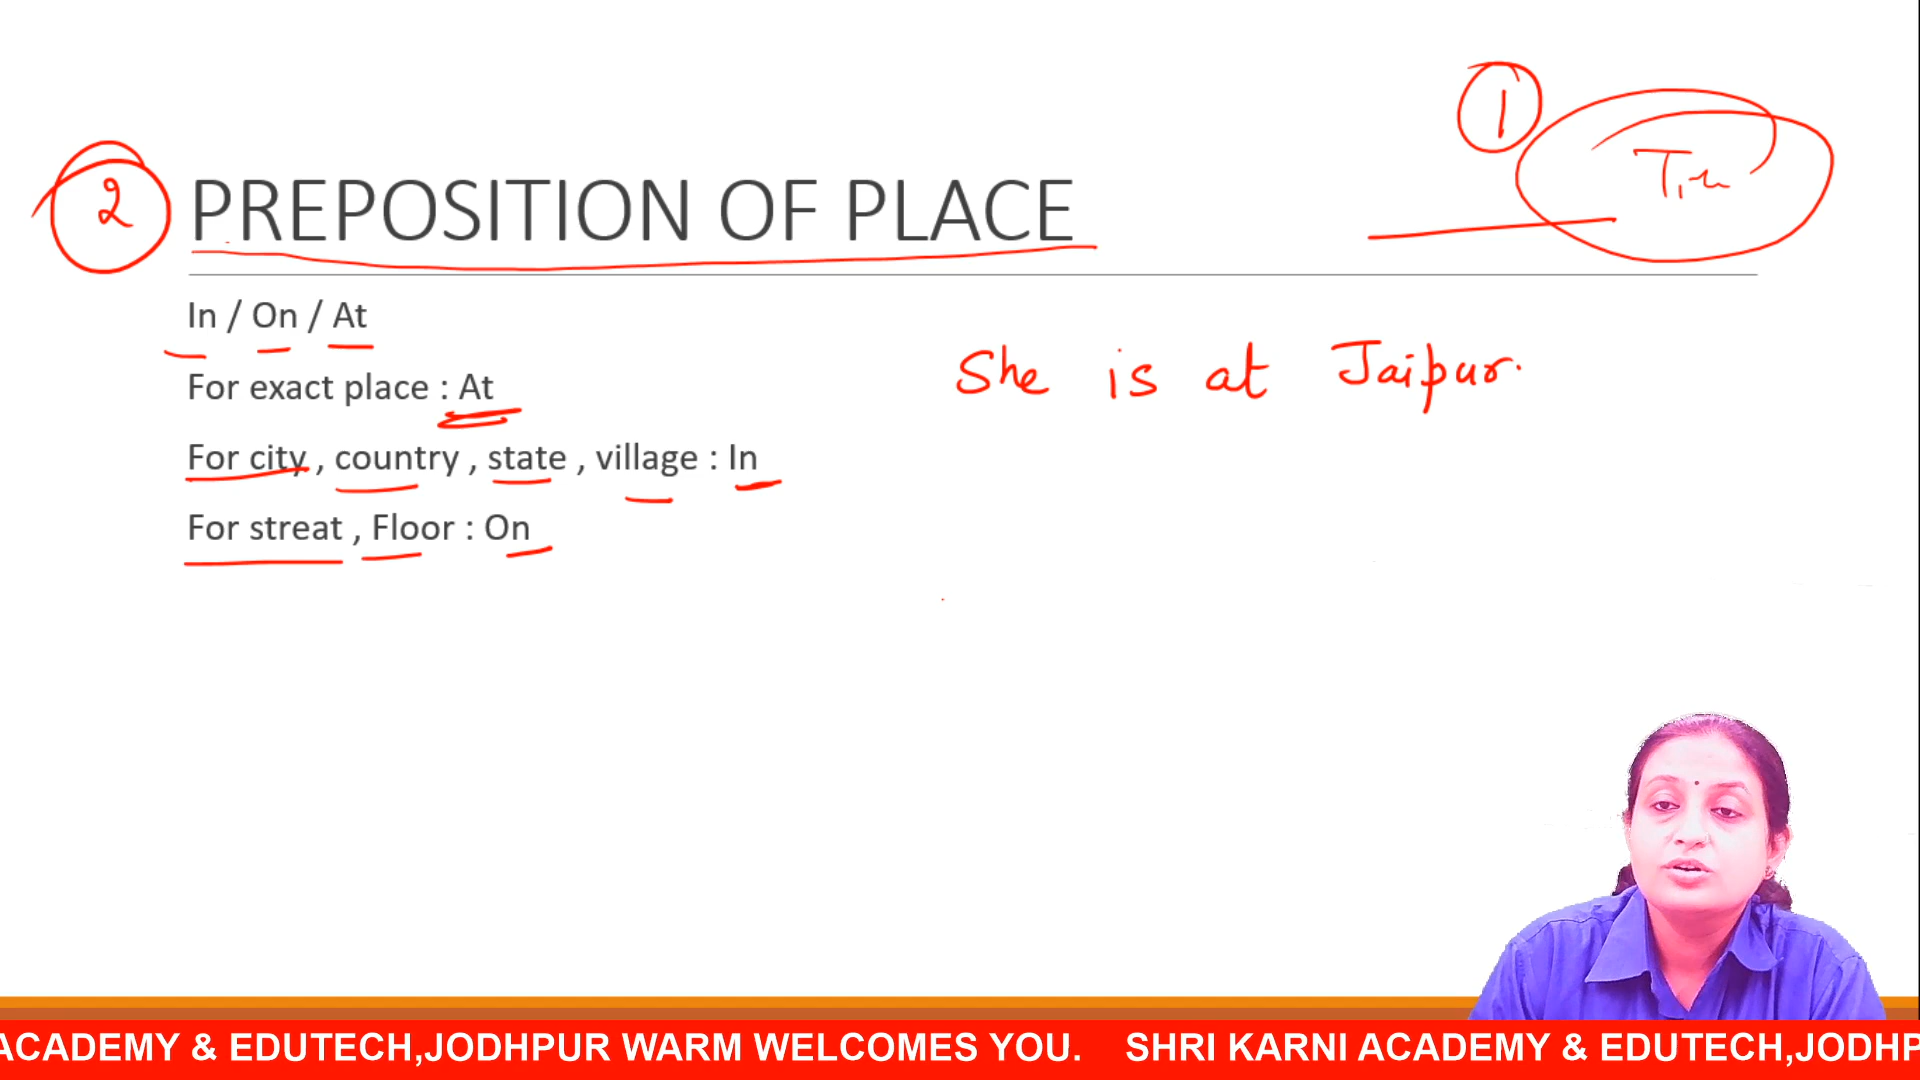 1
2 PREPOSITION OF PLACE
In / On / At
For exact place : At
She is at Jaipur.
For city , country , state , village : In
For streat , Floor : On
ACADEMY & EDUTECH,JODHPUR WARM WELCOMES YOU. SHRI KARNI ACADEMY & EDUTECH,JODHP